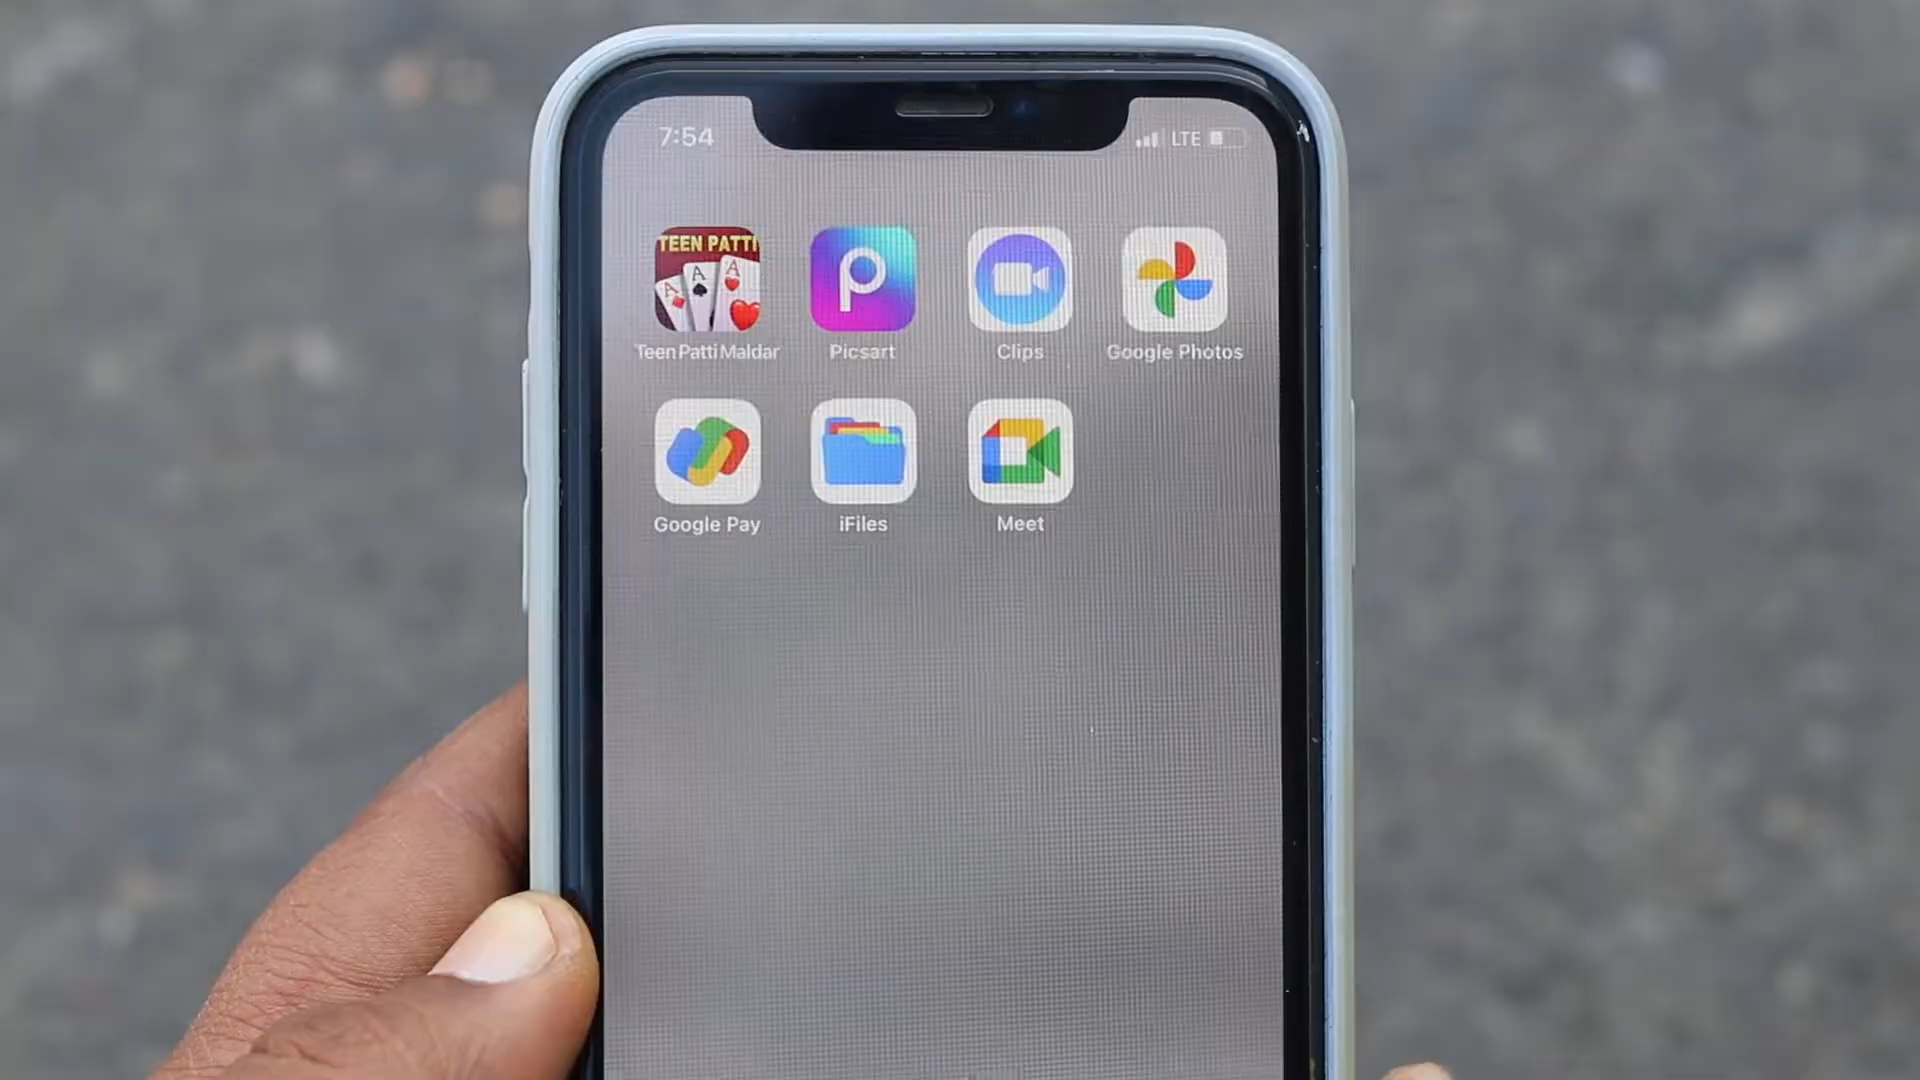 7:54
LTE
TEEN PATTI
A A A
Teen Patti Maldar
Picsart
Clips
Google Photos
Google Pay
iFiles
Meet